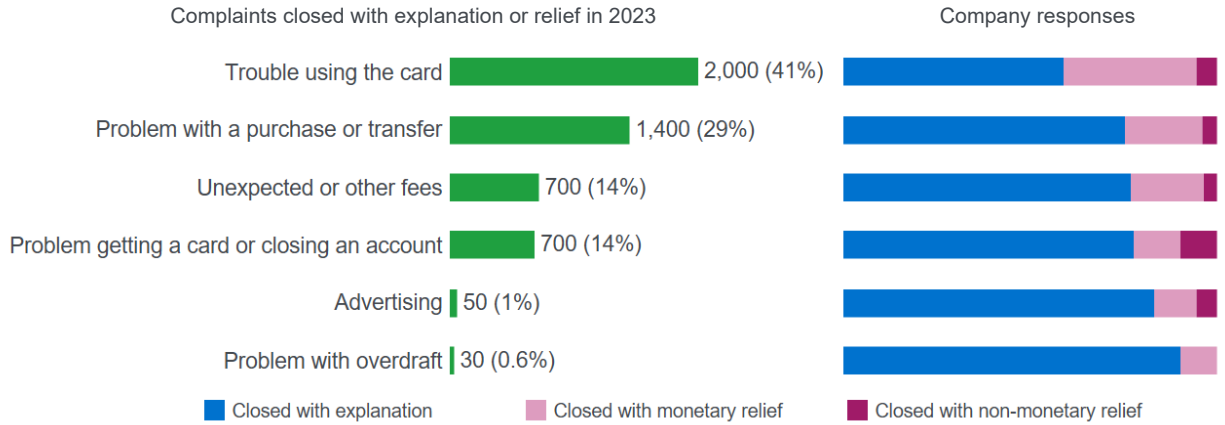 Complaints closed with explanation or relief in 2023
Company responses
Trouble using the card
2,000 (41%)
Problem with a purchase or transfer
1,400 (29%)
Unexpected or other fees
700 (14%)
Problem getting a card or closing an account
700 (14%)
Advertising
50 (1%)
Problem with overdraft
30 (0.6%)
Closed with explanation
Closed with monetary relief
Closed with non-monetary relief